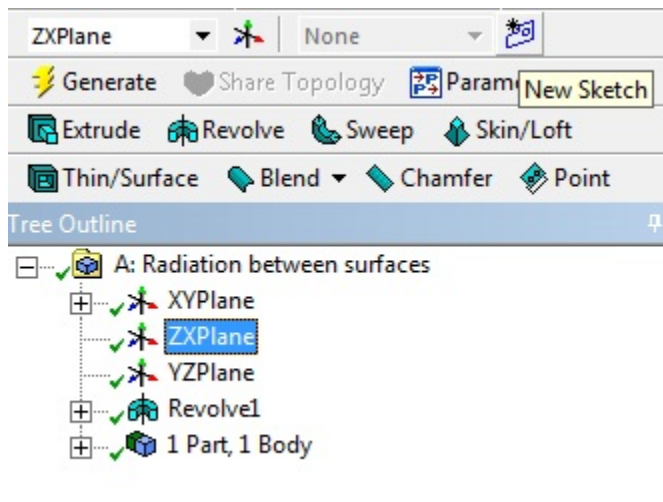 ZXPlane None
Generate Share Topology Param
New Sketch
Extrude Revolve Sweep Skin/Loft
Thin/Surface Blend Chamfer Point
Tree Outline
A: Radiation between surfaces
XYPlane
ZXPlane
YZPlane
Revolve1
1 Part, 1 Body